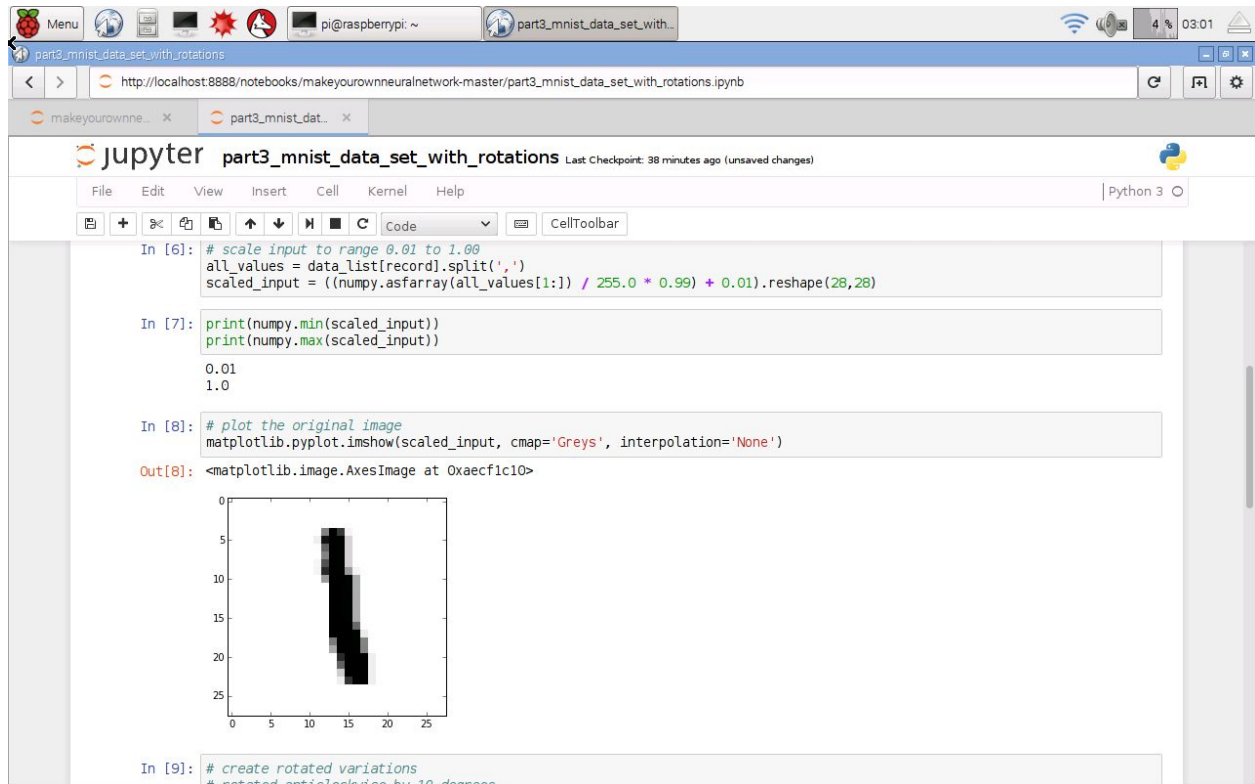 Menu pi@raspberrypi: ~ part3_mnist_data_set_with... 4 % 03:01
part3_mnist_data_set_with_rotations
http://localhost:8888/notebooks/makeyourownneuralnetwork-master/part3_mnist_data_set_with_rotations.ipynb
makeyourownne... part3_mnist_dat...
jupyter part3_mnist_data_set_with_rotations Last Checkpoint: 38 minutes ago (unsaved changes)
File Edit View Insert Cell Kernel Help Python 3
Code CellToolbar
In [6]: # scale input to range 0.01 to 1.00
all_values = data_list[record].split(',')
scaled_input = ((numpy.asfarray(all_values[1:]) / 255.0 * 0.99) + 0.01).reshape(28,28)
In [7]: print(numpy.min(scaled_input))
print(numpy.max(scaled_input))
0.01
1.0
In [8]: # plot the original image
matplotlib.pyplot.imshow(scaled_input, cmap='Greys', interpolation='None')
Out[8]: <matplotlib.image.AxesImage at 0xaecf1c10>
0
5
10
15
20
25
0 5 10 15 20 25
In [9]: # create rotated variations
# rotated anticlockwise by 10 degrees